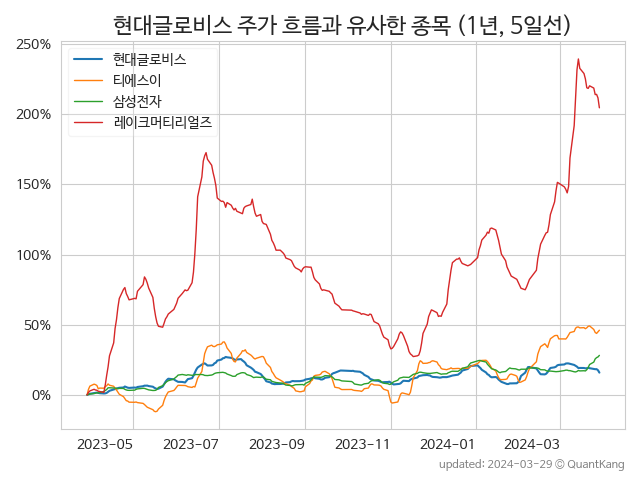 현대글로비스 주가 흐름과 유사한 종목 (1년, 5일선)
250%
200%
150%
100%
50%
0%
현대글로비스
티에스이
삼성전자
레이크머티리얼즈
2023-05 2023-07 2023-09 2023-11 2024-01 2024-03
updated: 2024-03-29 © QuantKang